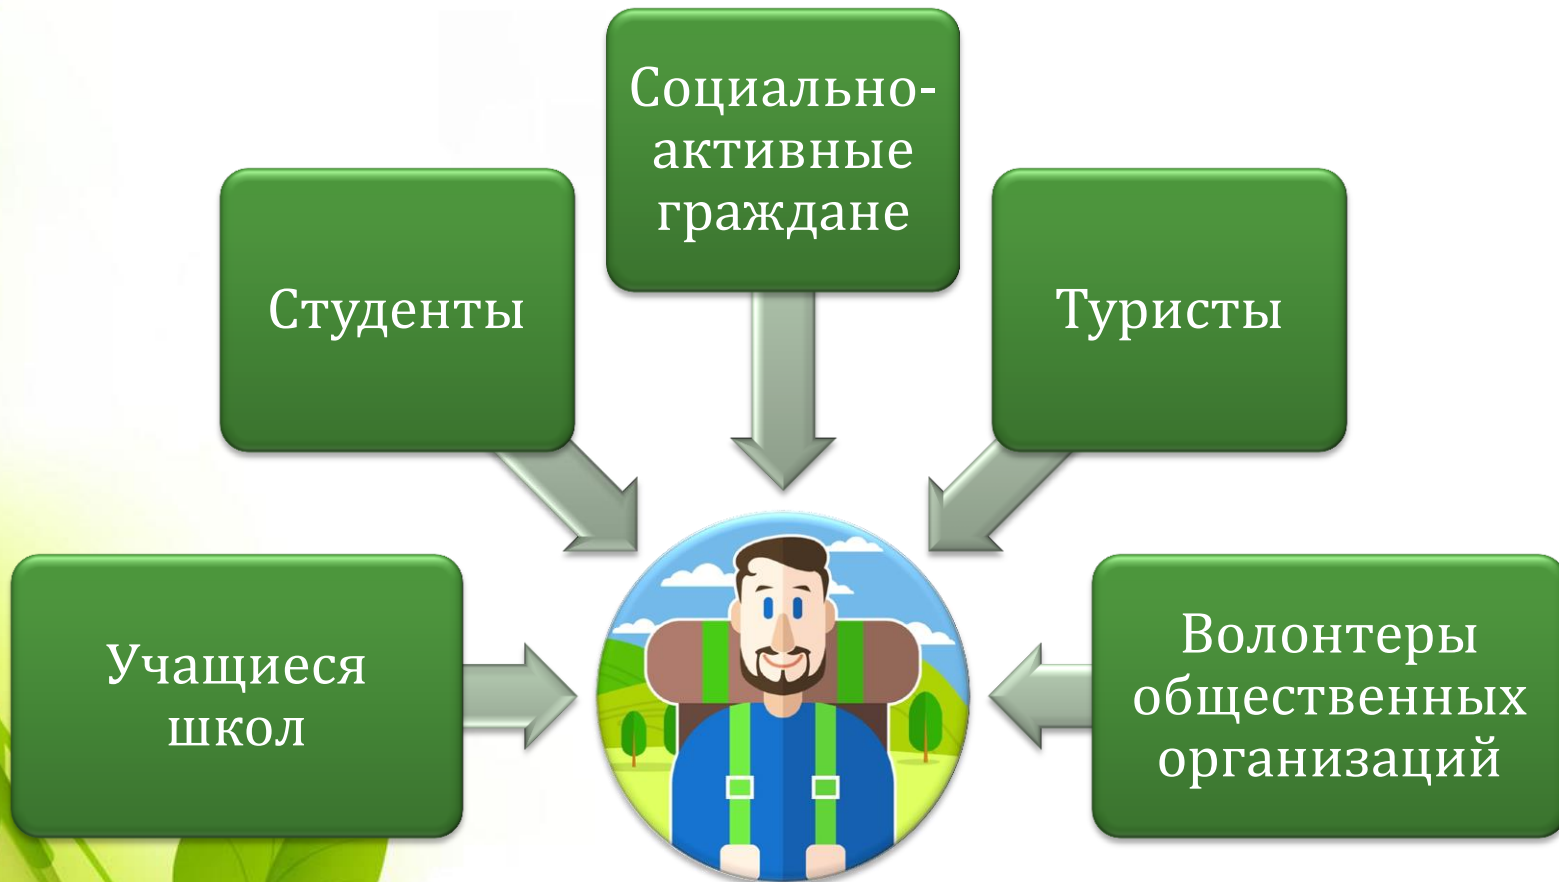 Социально-
активные
граждане
Студенты
Туристы
Учащиеся
школ
Волонтеры
общественных
организаций